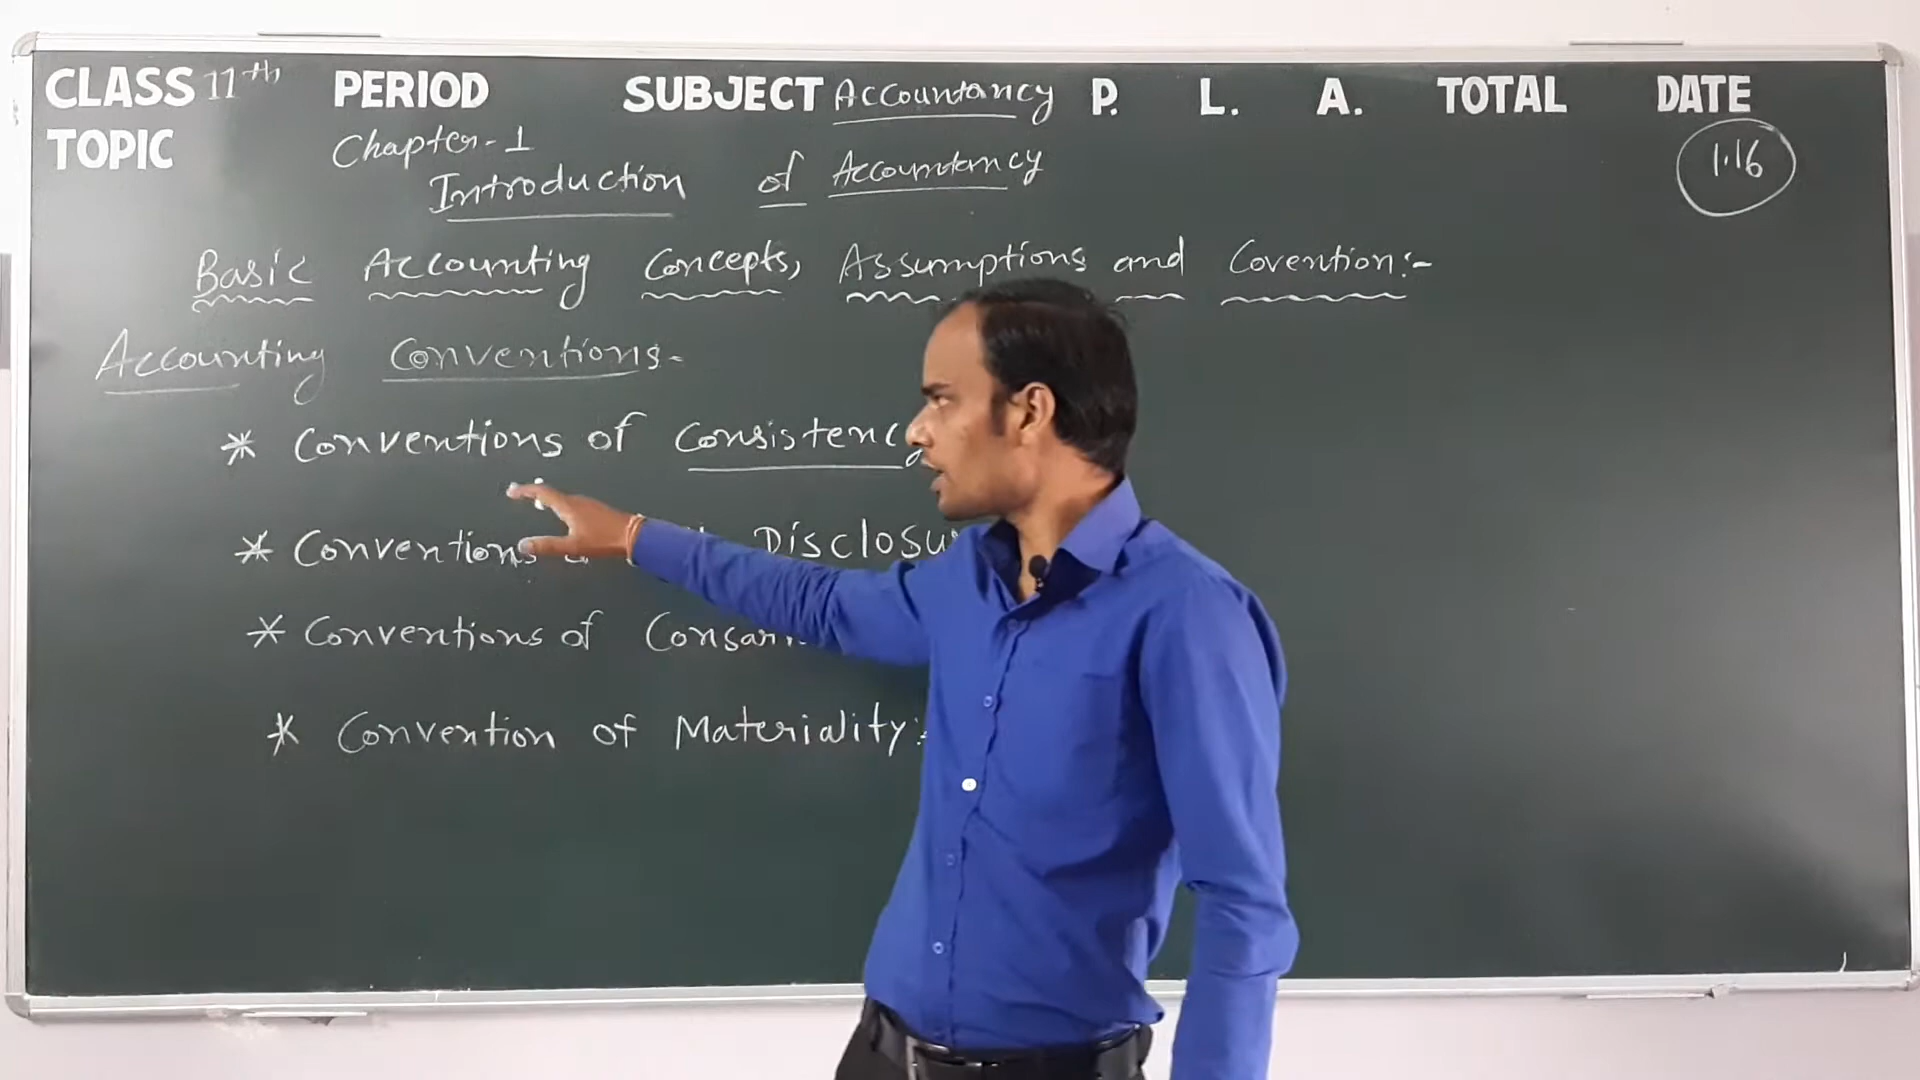 CLASS 11th PERIOD SUBJECT Accountancy P. L. A. TOTAL DATE
TOPIC Chapter-1
1.16
Introduction of Accountancy
Basic Accounting Concepts, Assumptions and Covention:-
Accounting Conventions-
* Conventions of Consistency
* Conventions Disclosu
* Conventions of Consar
* Convention of Materiality:-